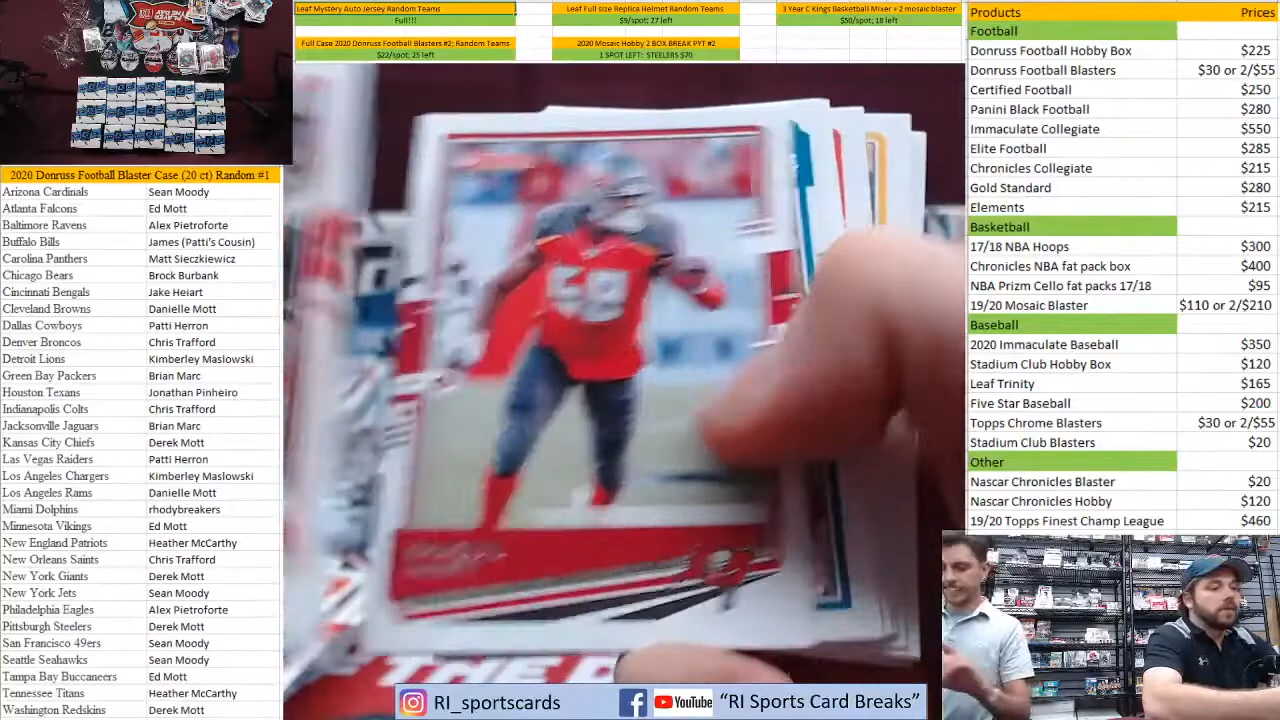 Leaf Mystery Auto Jersey Random Teams
Full!!!
Leaf Full size Replica Helmet Random Teams
$9/spot; 27 left
3 Year C Kings Basketball Mixer + 2 mosaic blaster
$50/spot; 18 left
Full Case 2020 Donruss Football Blasters #2; Random Teams
$22/spot; 25 left
2020 Mosaic Hobby 2 BOX BREAK PYT #2
1 SPOT LEFT: STEELERS $70
2020 Donruss Football Blaster Case (20 ct) Random #1
Arizona Cardinals Sean Moody
Atlanta Falcons Ed Mott
Baltimore Ravens Alex Pietroforte
Buffalo Bills James (Patti's Cousin)
Carolina Panthers Matt Sieczkiewicz
Chicago Bears Brock Burbank
Cincinnati Bengals Jake Heiart
Cleveland Browns Danielle Mott
Dallas Cowboys Patti Herron
Denver Broncos Chris Trafford
Detroit Lions Kimberley Maslowski
Green Bay Packers Brian Marc
Houston Texans Jonathan Pinheiro
Indianapolis Colts Chris Trafford
Jacksonville Jaguars Brian Marc
Kansas City Chiefs Derek Mott
Las Vegas Raiders Patti Herron
Los Angeles Chargers Kimberley Maslowski
Los Angeles Rams Danielle Mott
Miami Dolphins rhodybreakers
Minnesota Vikings Ed Mott
New England Patriots Heather McCarthy
New Orleans Saints Chris Trafford
New York Giants Derek Mott
New York Jets Sean Moody
Philadelphia Eagles Alex Pietroforte
Pittsburgh Steelers Derek Mott
San Francisco 49ers Sean Moody
Seattle Seahawks Sean Moody
Tampa Bay Buccaneers Ed Mott
Tennessee Titans Heather McCarthy
Washington Redskins Derek Mott
58
RI_sportscards
YouTube "RI Sports Card Breaks"
Products Prices
Football
Donruss Football Hobby Box $225
Donruss Football Blasters $30 or 2/$55
Certified Football $250
Panini Black Football $280
Immaculate Collegiate $550
Elite Football $285
Chronicles Collegiate $215
Gold Standard $280
Elements $215
Basketball
17/18 NBA Hoops $300
Chronicles NBA fat pack box $400
NBA Prizm Cello fat packs 17/18 $95
19/20 Mosaic Blaster $110 or 2/$210
Baseball
2020 Immaculate Baseball $350
Stadium Club Hobby Box $120
Leaf Trinity $165
Five Star Baseball $200
Topps Chrome Blasters $30 or 2/$55
Stadium Club Blasters $20
Other
Nascar Chronicles Blaster $20
Nascar Chronicles Hobby $120
19/20 Topps Finest Champ League $460